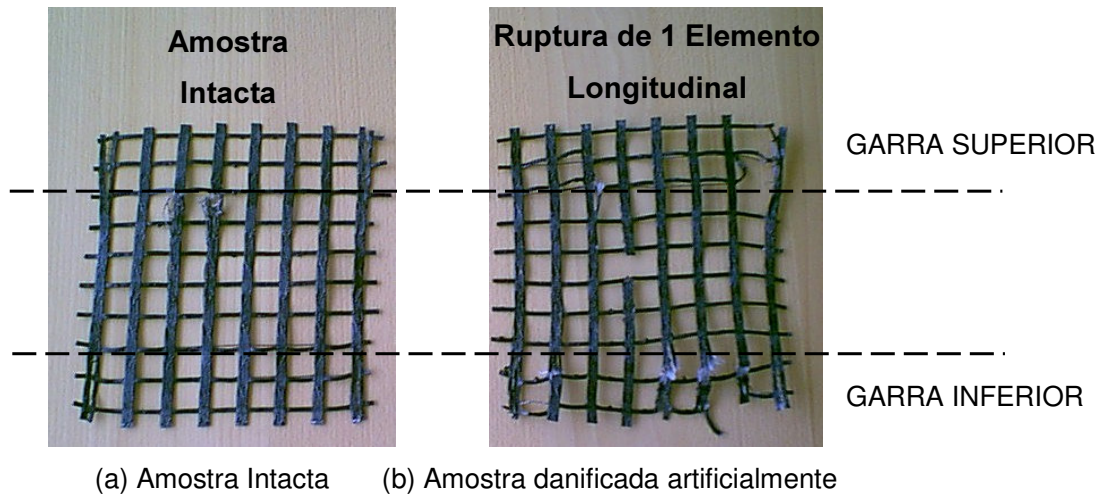 Amostra
Intacta
Ruptura de 1 Elemento
Longitudinal
GARRA SUPERIOR
GARRA INFERIOR
(a) Amostra Intacta
(b) Amostra danificada artificialmente